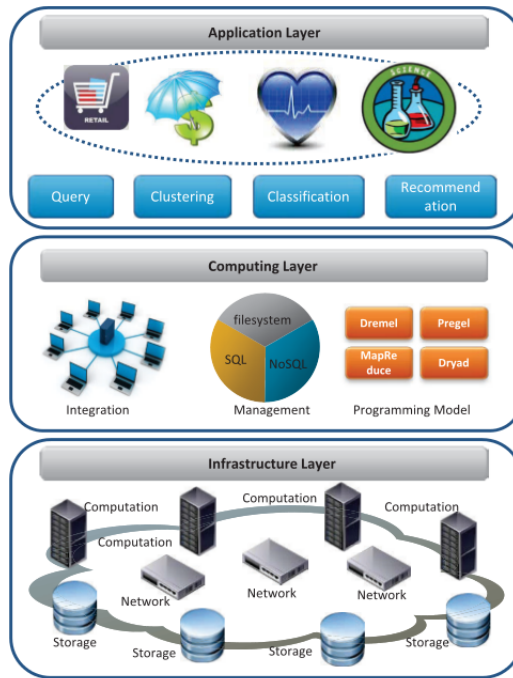 Application Layer
RETAIL
SCIENCE
Query
Clustering
Classification
Recommend
ation
Computing Layer
filesystem
SQL
NoSQL
Dremel
Pregel
MapRe
duce
Dryad
Integration
Management
Programming Model
Infrastructure Layer
Computation
Computation
Computation
Computation
Network
Network
Network
Storage
Storage
Storage
Storage